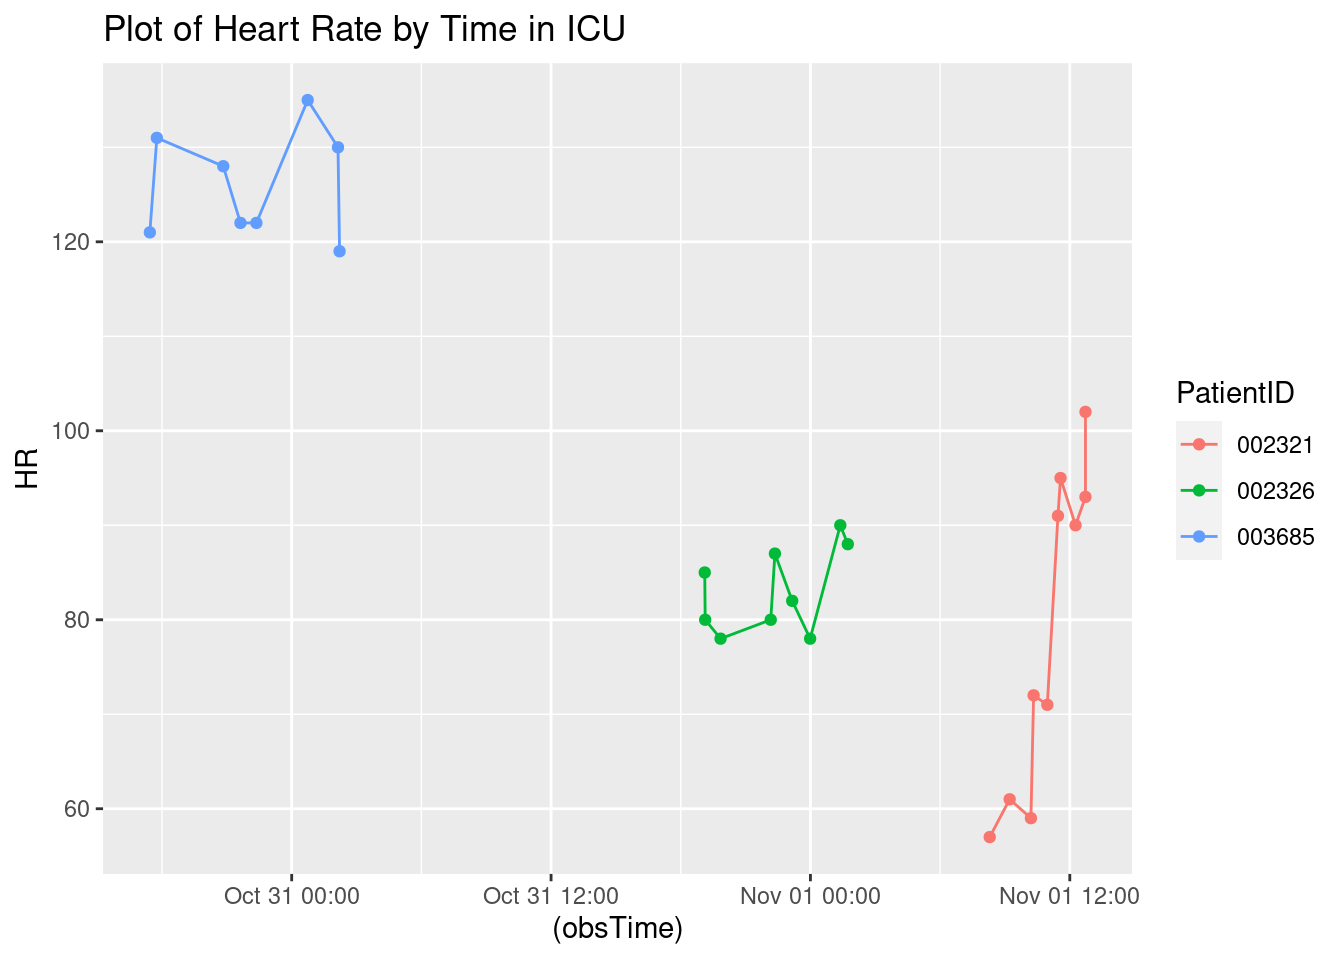 Plot of Heart Rate by Time in ICU
120
100
80
60
HR
Oct 31 00:00
Oct 31 12:00
Nov 01 00:00
Nov 01 12:00
(obsTime)
PatientID
002321
002326
003685